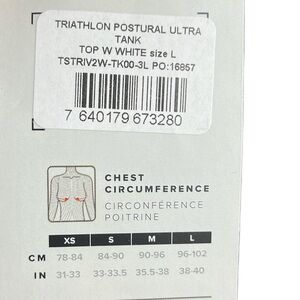 TRIATHLON POSTURAL ULTRA
TANK
TOP W WHITE size L
TSTRIV2W-TK00-3L PO:16857
7 640179 673280
CHEST
CIRCUMFERENCE
CIRCONFÉRENCE
POITRINE
XS S M L
CM 78-84 84-90 90-96 96-102
IN 31-33 33-33.5 35.5-38 38-40